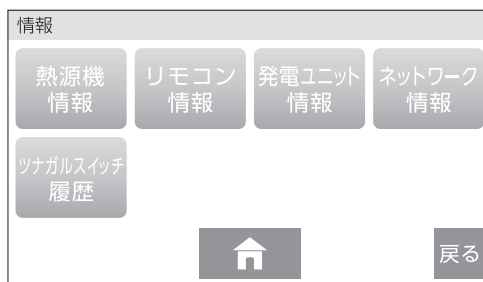 情報
熱源機
情報
リモコン
情報
発電ユニット
情報
ネットワーク
情報
ツナガルスイッチ
履歴
戻る